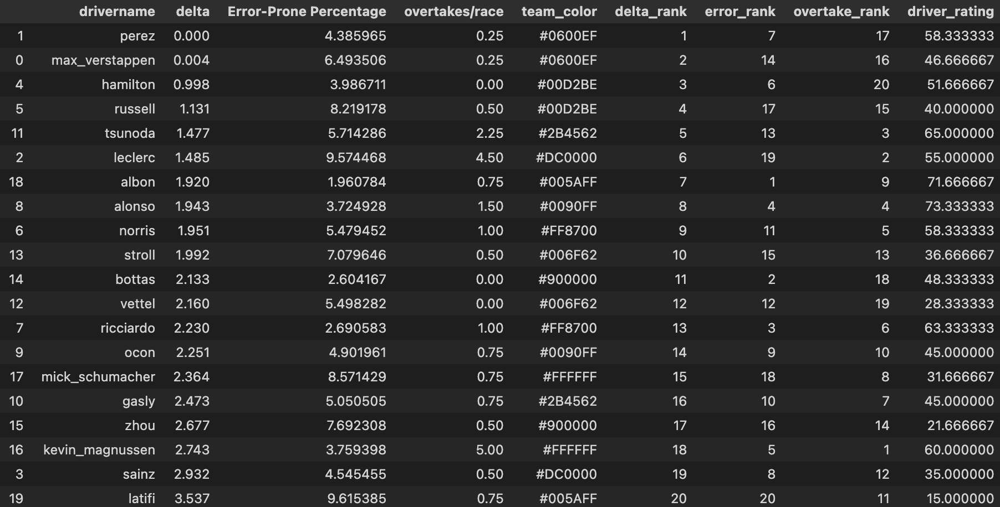 drivername delta Error-Prone Percentage overtakes/race team_color delta_rank error_rank overtake_rank driver_rating
1 perez 0.000 4.385965 0.25 #0600EF 1 7 17 58.333333
0 max_verstappen 0.004 6.493506 0.25 #0600EF 2 14 16 46.666667
4 hamilton 0.998 3.986711 0.00 #00D2BE 3 6 20 51.666667
5 russell 1.131 8.219178 0.50 #00D2BE 4 17 15 40.000000
11 tsunoda 1.477 5.714286 2.25 #2B4562 5 13 3 65.000000
2 leclerc 1.485 9.574468 4.50 #DC0000 6 19 2 55.000000
18 albon 1.920 1.960784 0.75 #005AFF 7 1 9 71.666667
8 alonso 1.943 3.724928 1.50 #0090FF 8 4 4 73.333333
6 norris 1.951 5.479452 1.00 #FF8700 9 11 5 58.333333
13 stroll 1.992 7.079646 0.50 #006F62 10 15 13 36.666667
14 bottas 2.133 2.604167 0.00 #900000 11 2 18 48.333333
12 vettel 2.160 5.498282 0.00 #006F62 12 12 19 28.333333
7 ricciardo 2.230 2.690583 1.00 #FF8700 13 3 6 63.333333
9 ocon 2.251 4.901961 0.75 #0090FF 14 9 10 45.000000
17 mick_schumacher 2.364 8.571429 0.75 #FFFFFF 15 18 8 31.666667
10 gasly 2.473 5.050505 0.75 #2B4562 16 10 7 45.000000
15 zhou 2.677 7.692308 0.50 #900000 17 16 14 21.666667
16 kevin_magnussen 2.743 3.759398 5.00 #FFFFFF 18 5 1 60.000000
3 sainz 2.932 4.545455 0.50 #DC0000 19 8 12 35.000000
19 latifi 3.537 9.615385 0.75 #005AFF 20 20 11 15.000000